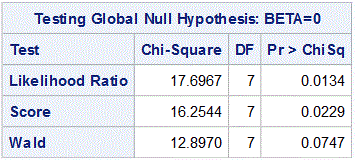 Testing Global Null Hypothesis: BETA=0
Test Chi-Square DF Pr > ChiSq
Likelihood Ratio 17.6967 7 0.0134
Score 16.2544 7 0.0229
Wald 12.8970 7 0.0747